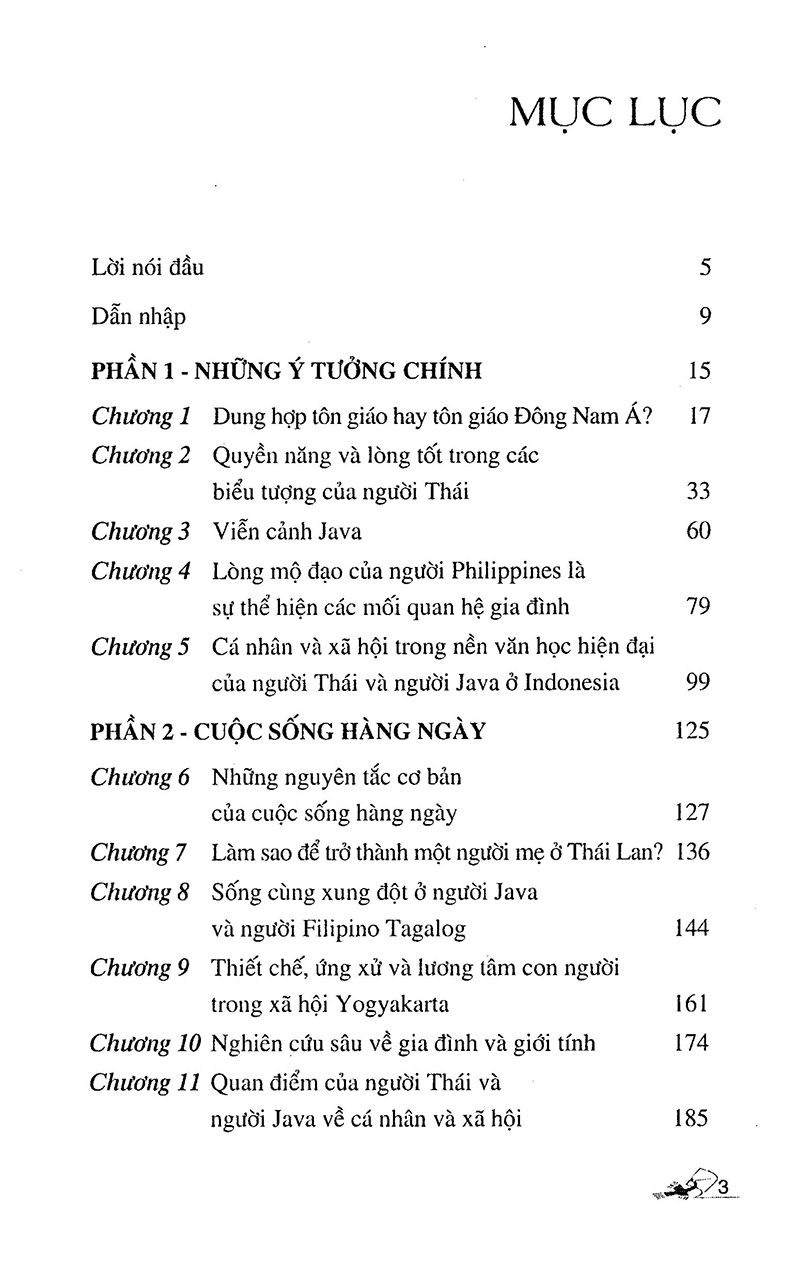 MỤC LỤC
Lời nói đầu 5
Dẫn nhập 9
PHẦN 1 - NHỮNG Ý TƯỞNG CHÍNH 15
Chương 1 Dung hợp tôn giáo hay tôn giáo Đông Nam Á? 17
Chương 2 Quyền năng và lòng tốt trong các
biểu tượng của người Thái 33
Chương 3 Viễn cảnh Java 60
Chương 4 Lòng mộ đạo của người Philippines là
sự thể hiện các mối quan hệ gia đình 79
Chương 5 Cá nhân và xã hội trong nền văn học hiện đại
của người Thái và người Java ở Indonesia 99
PHẦN 2 - CUỘC SỐNG HÀNG NGÀY 125
Chương 6 Những nguyên tắc cơ bản
của cuộc sống hàng ngày 127
Chương 7 Làm sao để trở thành một người mẹ ở Thái Lan? 136
Chương 8 Sống cùng xung đột ở người Java
và người Filipino Tagalog 144
Chương 9 Thiết chế, ứng xử và lương tâm con người
trong xã hội Yogyakarta 161
Chương 10 Nghiên cứu sâu về gia đình và giới tính 174
Chương 11 Quan điểm của người Thái và
người Java về cá nhân và xã hội 185
3